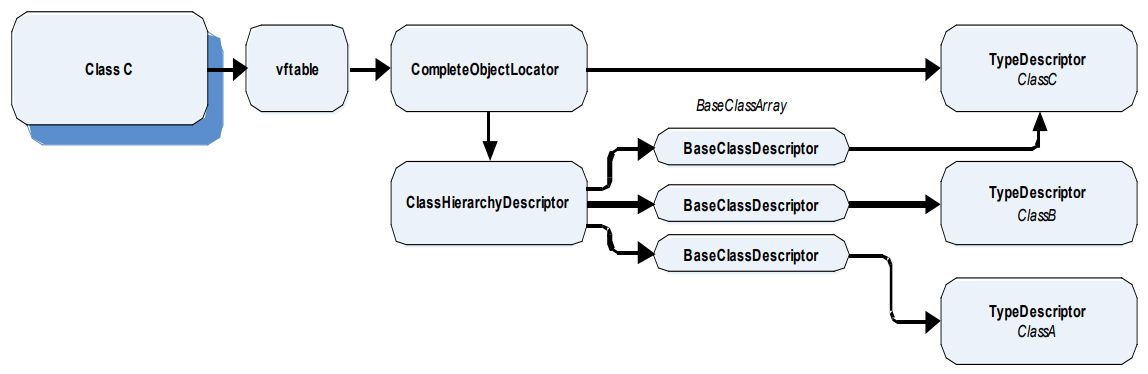 Class C
vftable
CompleteObjectLocator
TypeDescriptor
ClassC
BaseClassArray
BaseClassDescriptor
ClassHierarchyDescriptor
BaseClassDescriptor
TypeDescriptor
ClassB
BaseClassDescriptor
TypeDescriptor
ClassA